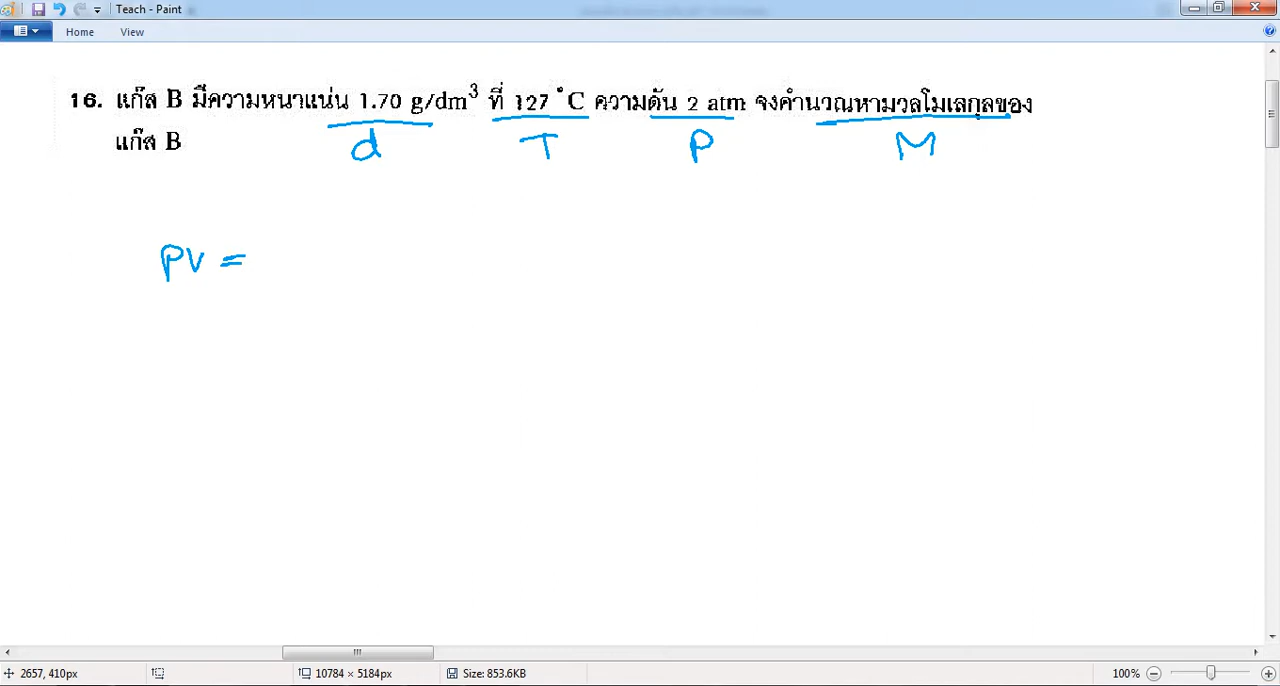 Teach - Paint
Home View
16. แก๊ส B มีความหนาแน่น 1.70 g/dm³ ที่ 127 °C ความดัน 2 atm จงคำนวณหามวลโมเลกุลของ
แก๊ส B
d T P M
PV =
2657, 410px 10784 × 5184px Size: 853.6KB 100%